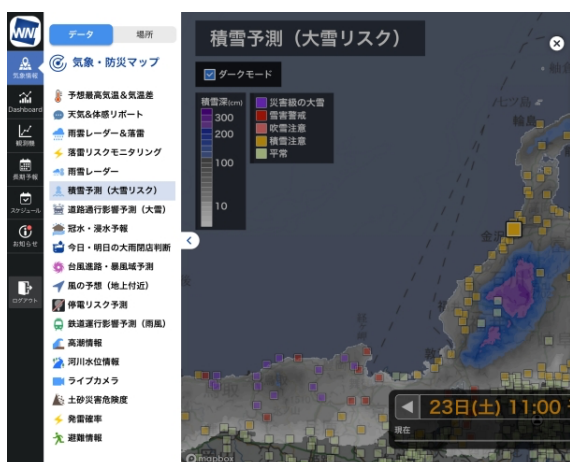 WN
気象情報
Dashboard
観測機
長期予報
スケジュール
お知らせ
ログアウト
データ
場所
気象・防災マップ
予想最高気温&気温差
天気&体感リポート
雨雲レーダー&落雷
落雷リスクモニタリング
雨雲レーダー
積雪予測（大雪リスク）
道路通行影響予測（大雪）
冠水・浸水予報
今日・明日の大雨閉店判断
台風進路・暴風域予測
風の予想（地上付近）
停電リスク予測
鉄道運行影響予測（雨風）
高潮情報
河川水位情報
ライブカメラ
土砂災害危険度
発雷確率
避難情報
積雪予測（大雪リスク）
ダークモード
積雪深(cm)
300
200
100
10
災害級の大雪
雪害警戒
吹雪注意
積雪注意
平常
七ツ島
輪島
金沢
経ヶ岬
23日(土) 11:00
現在
mapbox